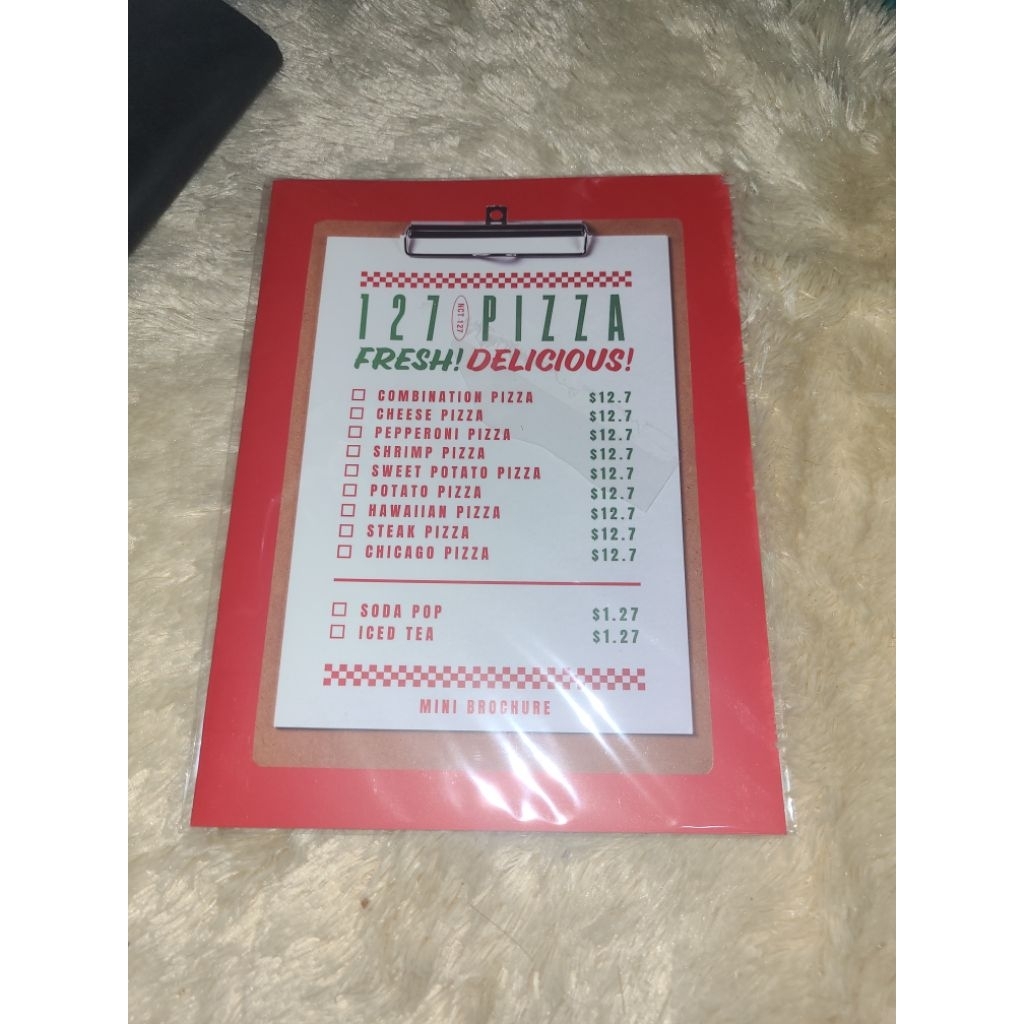 127 NCT 127 PIZZA
FRESH! DELICIOUS!
COMBINATION PIZZA $12.7
CHEESE PIZZA $12.7
PEPPERONI PIZZA $12.7
SHRIMP PIZZA $12.7
SWEET POTATO PIZZA $12.7
POTATO PIZZA $12.7
HAWAIIAN PIZZA $12.7
STEAK PIZZA $12.7
CHICAGO PIZZA $12.7
SODA POP $1.27
ICED TEA $1.27
MINI BROCHURE